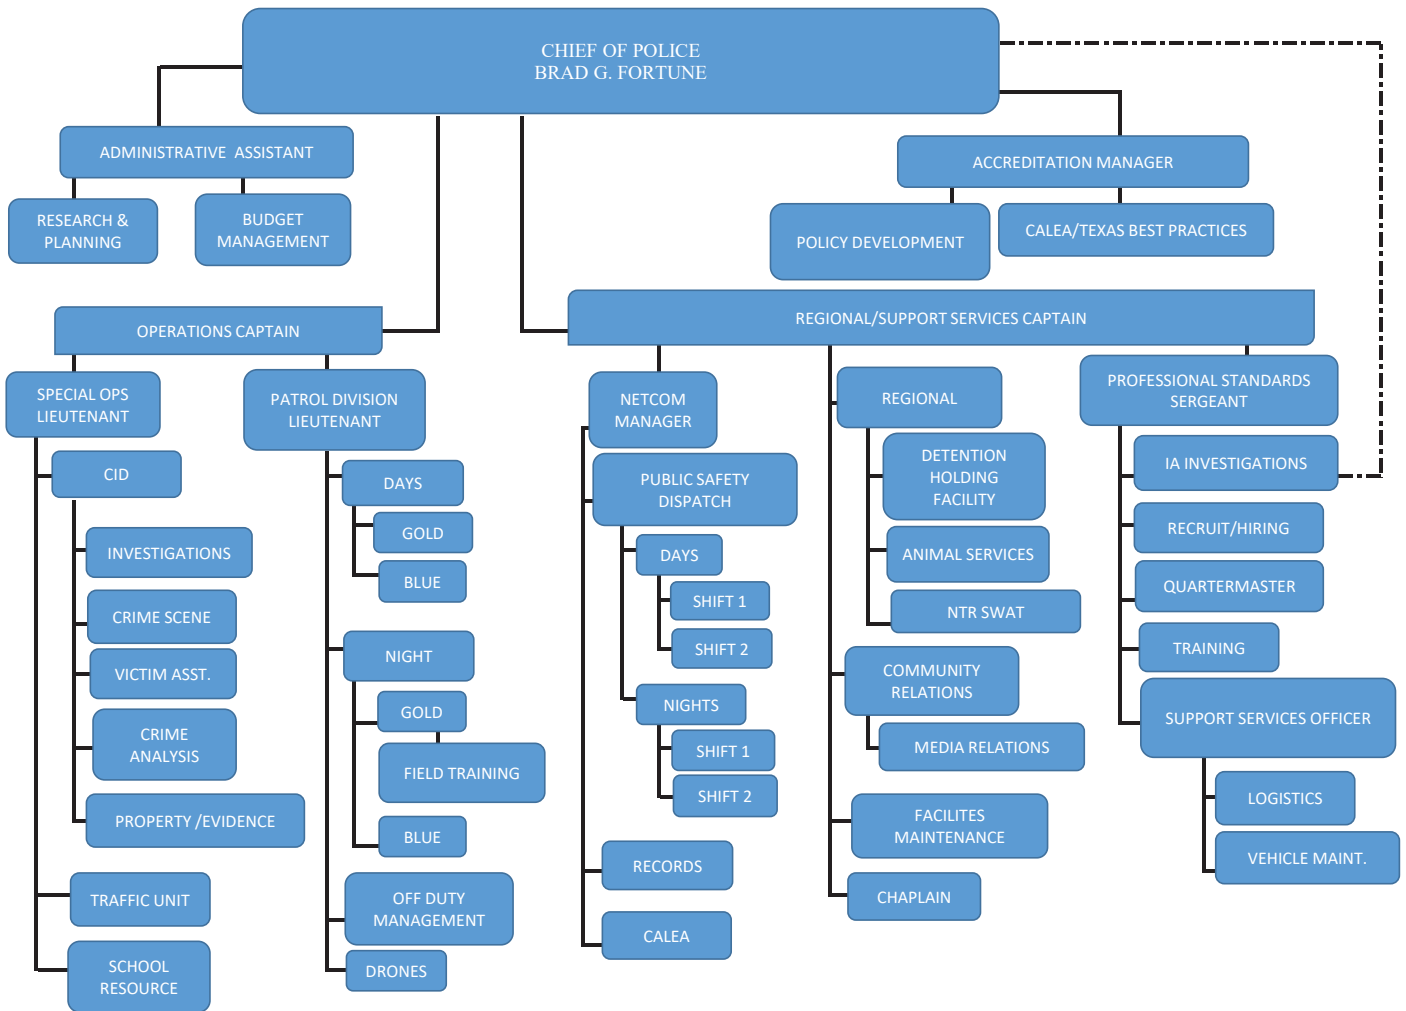 CHIEF OF POLICE
BRAD G. FORTUNE
ADMINISTRATIVE ASSISTANT
RESEARCH &
PLANNING
BUDGET
MANAGEMENT
ACCREDITATION MANAGER
POLICY DEVELOPMENT
CALEA/TEXAS BEST PRACTICES
OPERATIONS CAPTAIN
SPECIAL OPS
LIEUTENANT
CID
INVESTIGATIONS
CRIME SCENE
VICTIM ASST.
CRIME
ANALYSIS
PROPERTY /EVIDENCE
TRAFFIC UNIT
SCHOOL
RESOURCE
PATROL DIVISION
LIEUTENANT
DAYS
GOLD
BLUE
NIGHT
GOLD
FIELD TRAINING
BLUE
OFF DUTY
MANAGEMENT
DRONES
REGIONAL/SUPPORT SERVICES CAPTAIN
NETCOM
MANAGER
PUBLIC SAFETY
DISPATCH
DAYS
SHIFT 1
SHIFT 2
NIGHTS
SHIFT 1
SHIFT 2
RECORDS
CALEA
REGIONAL
DETENTION
HOLDING
FACILITY
ANIMAL SERVICES
NTR SWAT
COMMUNITY
RELATIONS
MEDIA RELATIONS
FACILITES
MAINTENANCE
CHAPLAIN
PROFESSIONAL STANDARDS
SERGEANT
IA INVESTIGATIONS
RECRUIT/HIRING
QUARTERMASTER
TRAINING
SUPPORT SERVICES OFFICER
LOGISTICS
VEHICLE MAINT.